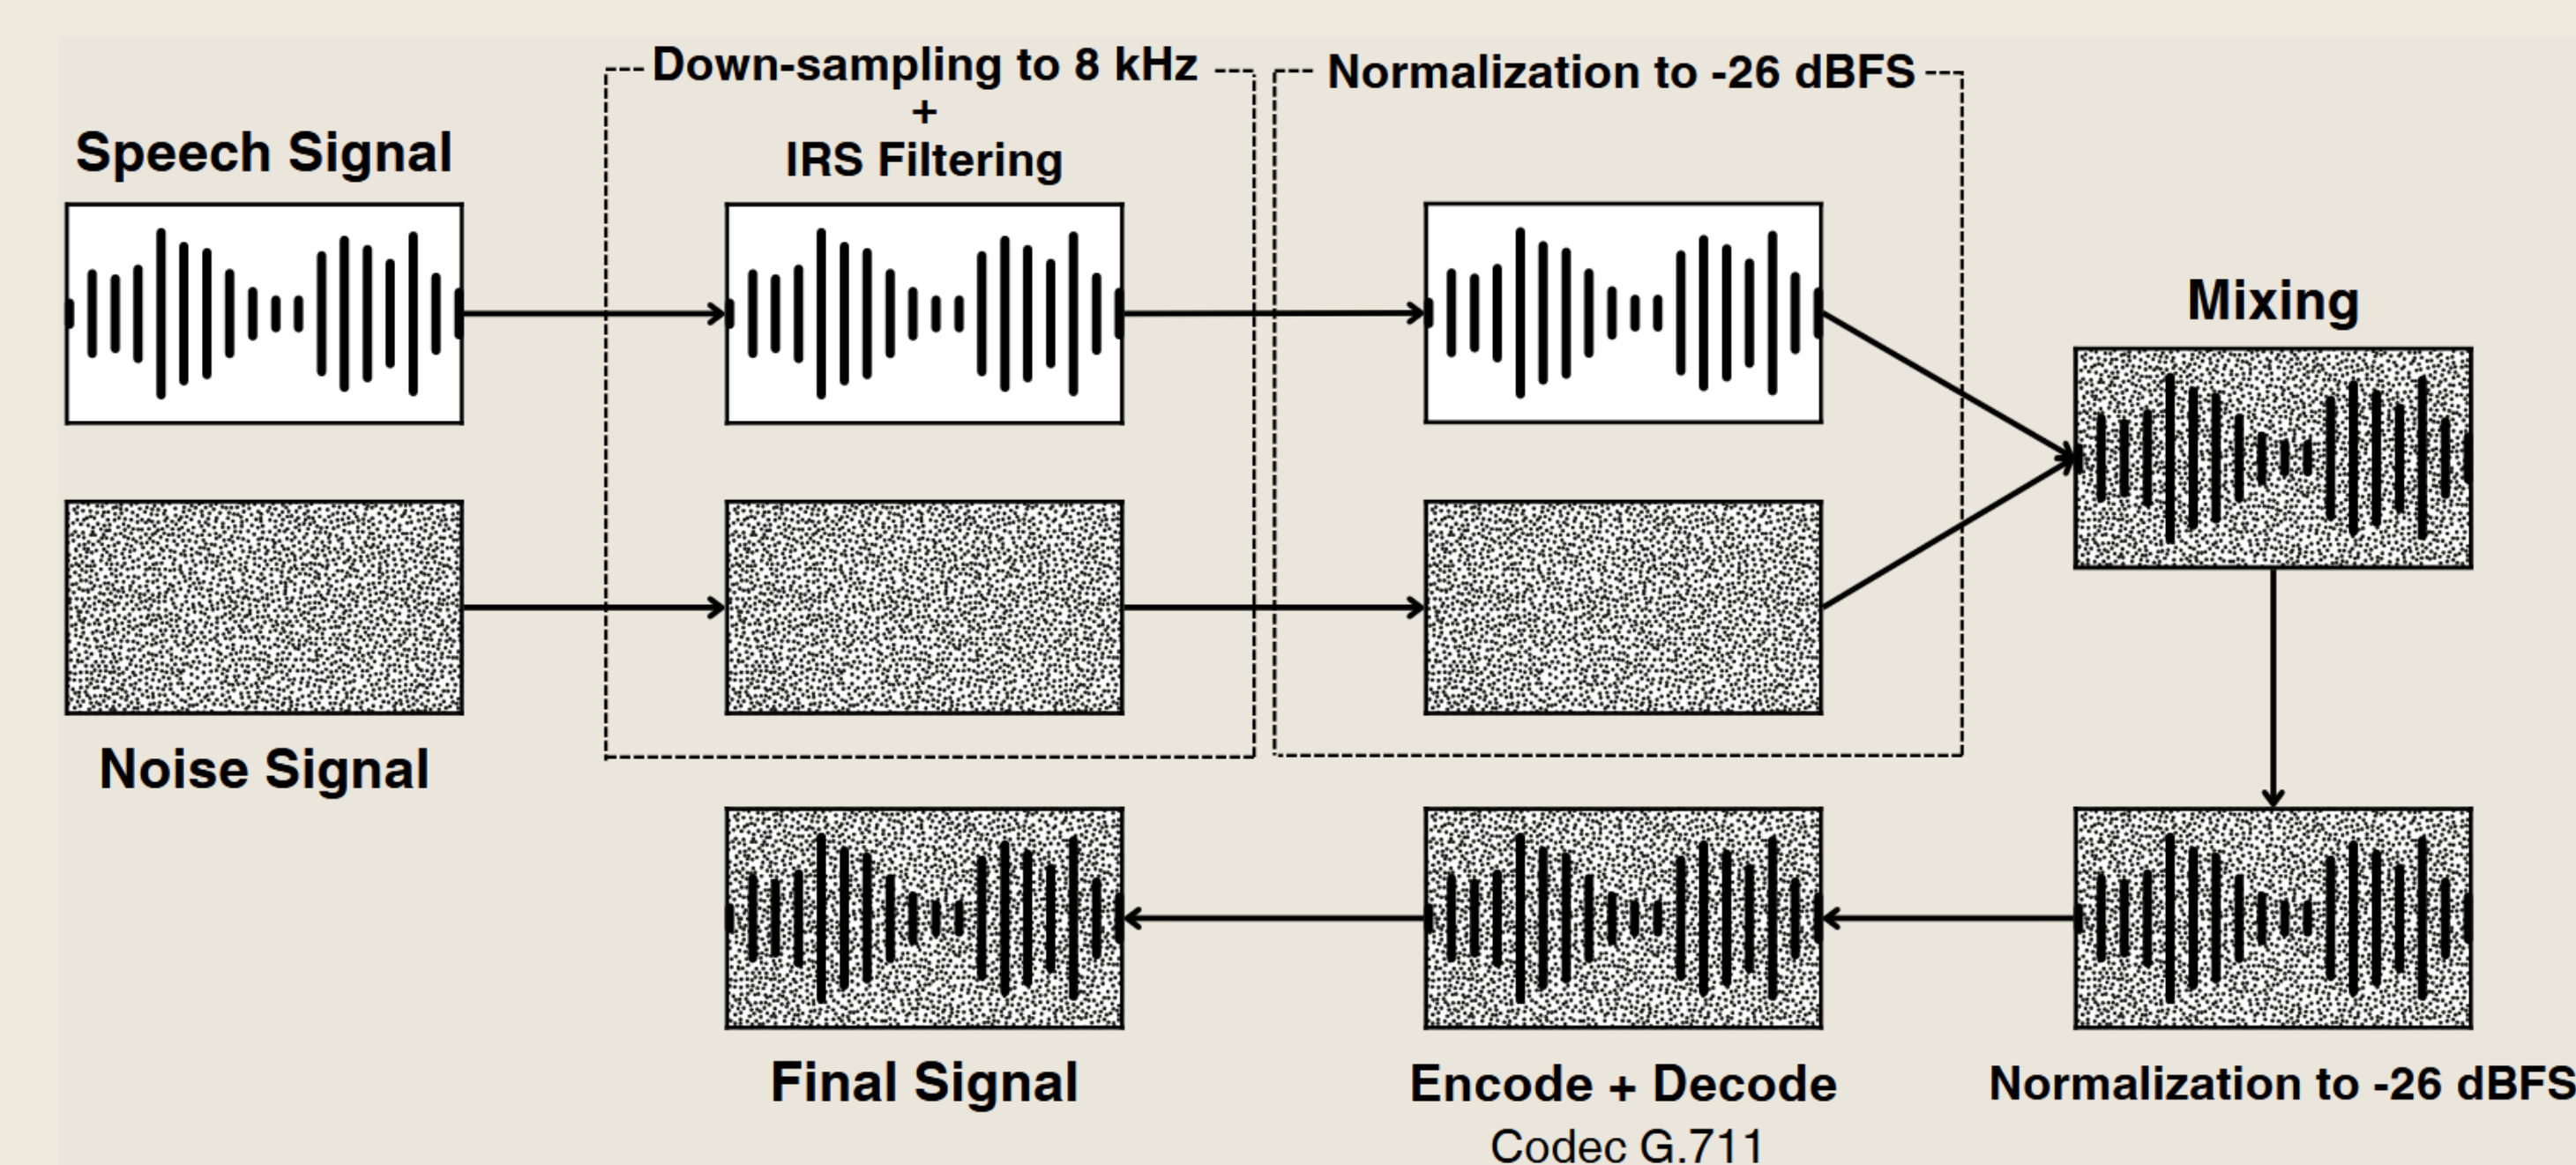 Down-sampling to 8 kHz
+
IRS Filtering
Normalization to -26 dBFS
Speech Signal
Mixing
Noise Signal
Final Signal
Encode + Decode
Codec G.711
Normalization to -26 dBFS